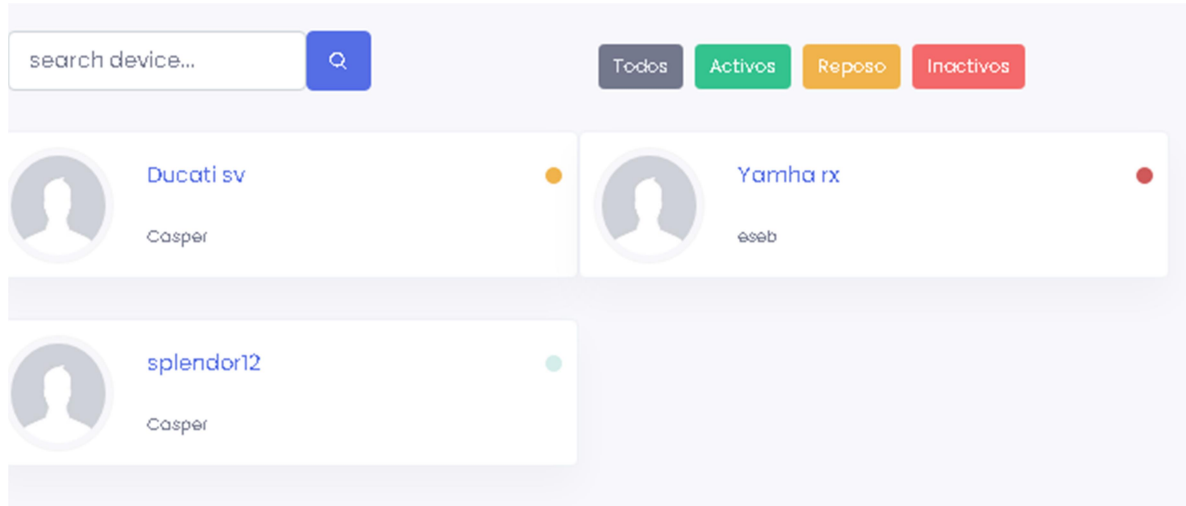 search device...
Todos Activos Reposo Inactivos
Ducati sv
Casper
Yamha rx
eseb
splendor12
Casper